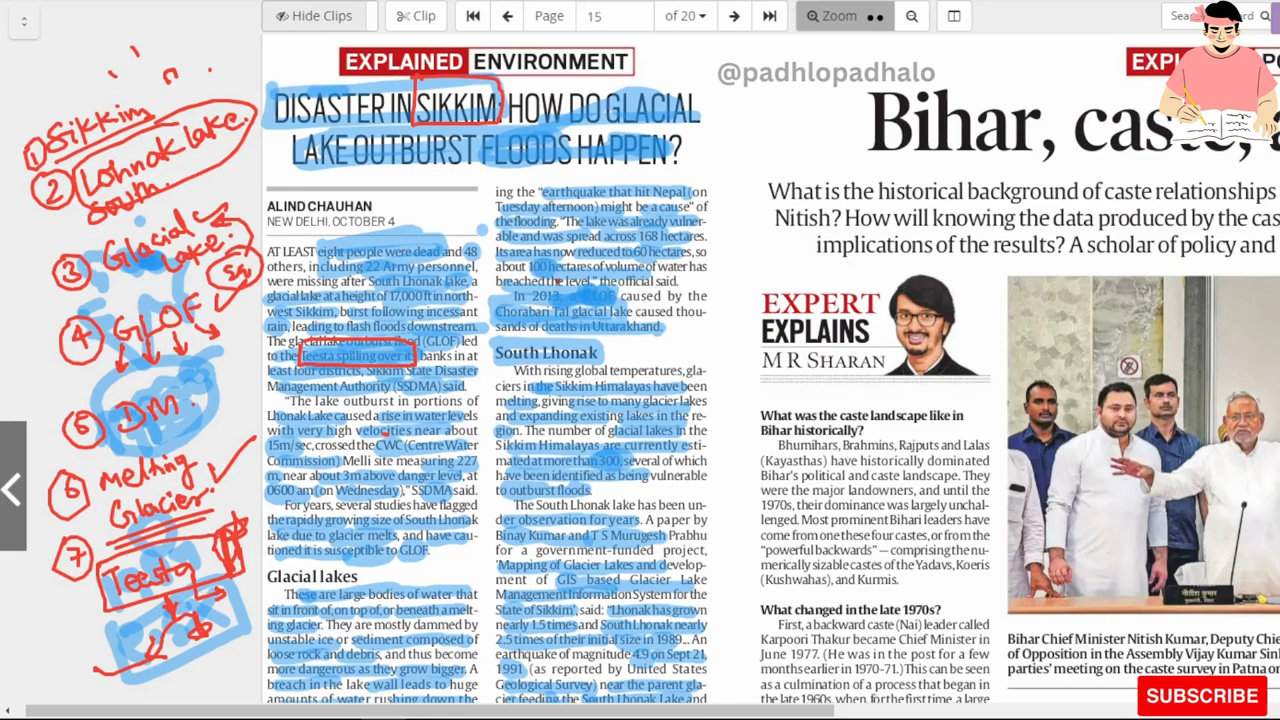 Hide Clips
Clip
Page
15
of 20
Zoom
@padhlopadhalo
① Sikkim
② Lohnak lake.
South.
③ Glacial
Lake.
④ GLOF
⑤ DM
⑥ Melting
Glacier.
⑦ Teesta
EXPLAINED ENVIRONMENT
DISASTER IN SIKKIM: HOW DO GLACIAL
LAKE OUTBURST FLOODS HAPPEN?
ALIND CHAUHAN
NEW DELHI, OCTOBER 4
AT LEAST eight people were dead and 48
others, including 22 Army personnel,
were missing after South Lhonak lake, a
glacial lake at a height of 17,000 ft in north-
west Sikkim, burst following incessant
rain, leading to flash floods downstream.
The glacial lake outburst flood (GLOF) led
to the Teesta spilling over its banks in at
least four districts, Sikkim State Disaster
Management Authority (SSDMA) said.
"The lake outburst in portions of
Lhonak Lake caused a rise in water levels
with very high velocities near about
15m/sec, crossed the CWC (Centre Water
Commission) Melli site measuring 227
m, near about 3m above danger level, at
0600 am (on Wednesday)," SSDMA said.
For years, several studies have flagged
the rapidly growing size of South Lhonak
lake due to glacier melts, and have cau-
tioned it is susceptible to GLOF.
Glacial lakes
These are large bodies of water that
sit in front of, on top of, or beneath a melt-
ing glacier. They are mostly dammed by
unstable ice or sediment composed of
loose rock and debris, and thus become
more dangerous as they grow bigger. A
breach in the lake wall leads to huge
amounts of water rushing down the
ing the "earthquake that hit Nepal (on
Tuesday afternoon) might be a cause" of
the flooding. "The lake was already vulner-
able and was spread across 168 hectares.
Its area has now reduced to 60 hectares, so
about 100 hectares of volume of water has
breached the level," the official said.
In 2013, a GLOF caused by the
Chorabari Tal glacial lake caused thou-
sands of deaths in Uttarakhand.
South Lhonak
With rising global temperatures, gla-
ciers in the Sikkim Himalayas have been
melting, giving rise to many glacier lakes
and expanding existing lakes in the re-
gion. The number of glacial lakes in the
Sikkim Himalayas are currently esti-
mated at more than 300, several of which
have been identified as being vulnerable
to outburst floods.
The South Lhonak lake has been un-
der observation for years. A paper by
Binay Kumar and T S Murugesh Prabhu
for a government-funded project,
'Mapping of Glacier Lakes and develop-
ment of GIS based Glacier Lake
Management Information System for the
State of Sikkim', said: "Lhonak has grown
nearly 1.5 times and South Lhonak nearly
2.5 times of their initial size in 1989... An
earthquake of magnitude 4.9 on Sept 21,
1991 (as reported by United States
Geological Survey) near the parent gla-
cier feeding the South Lhonak Lake and
Bihar,
What is the historical background of caste relationships
Nitish? How will knowing the data produced by the cas
implications of the results? A scholar of policy and
EXPERT
EXPLAINS
M R SHARAN
What was the caste landscape like in
Bihar historically?
Bhumihars, Brahmins, Rajputs and Lalas
(Kayasthas) have historically dominated
Bihar's political and caste landscape. They
were the major landowners, and until the
1970s, their dominance was largely unchal-
lenged. Most prominent Bihari leaders have
come from one these four castes, or from the
"powerful backwards" — comprising the nu-
merically sizable castes of the Yadavs, Koeris
(Kushwahas), and Kurmis.
What changed in the late 1970s?
First, a backward caste (Nai) leader called
Karpoori Thakur became Chief Minister in
June 1977. (He was in the post for a few
months earlier in 1970-71.) This can be seen
as a culmination of a process that began in
the late 1960s, when, for the first time, a large
नीतीश कुमार
Bihar Chief Minister Nitish Kumar, Deputy Chie
of Opposition in the Assembly Vijay Kumar Sin
parties' meeting on the caste survey in Patna or
SUBSCRIBE